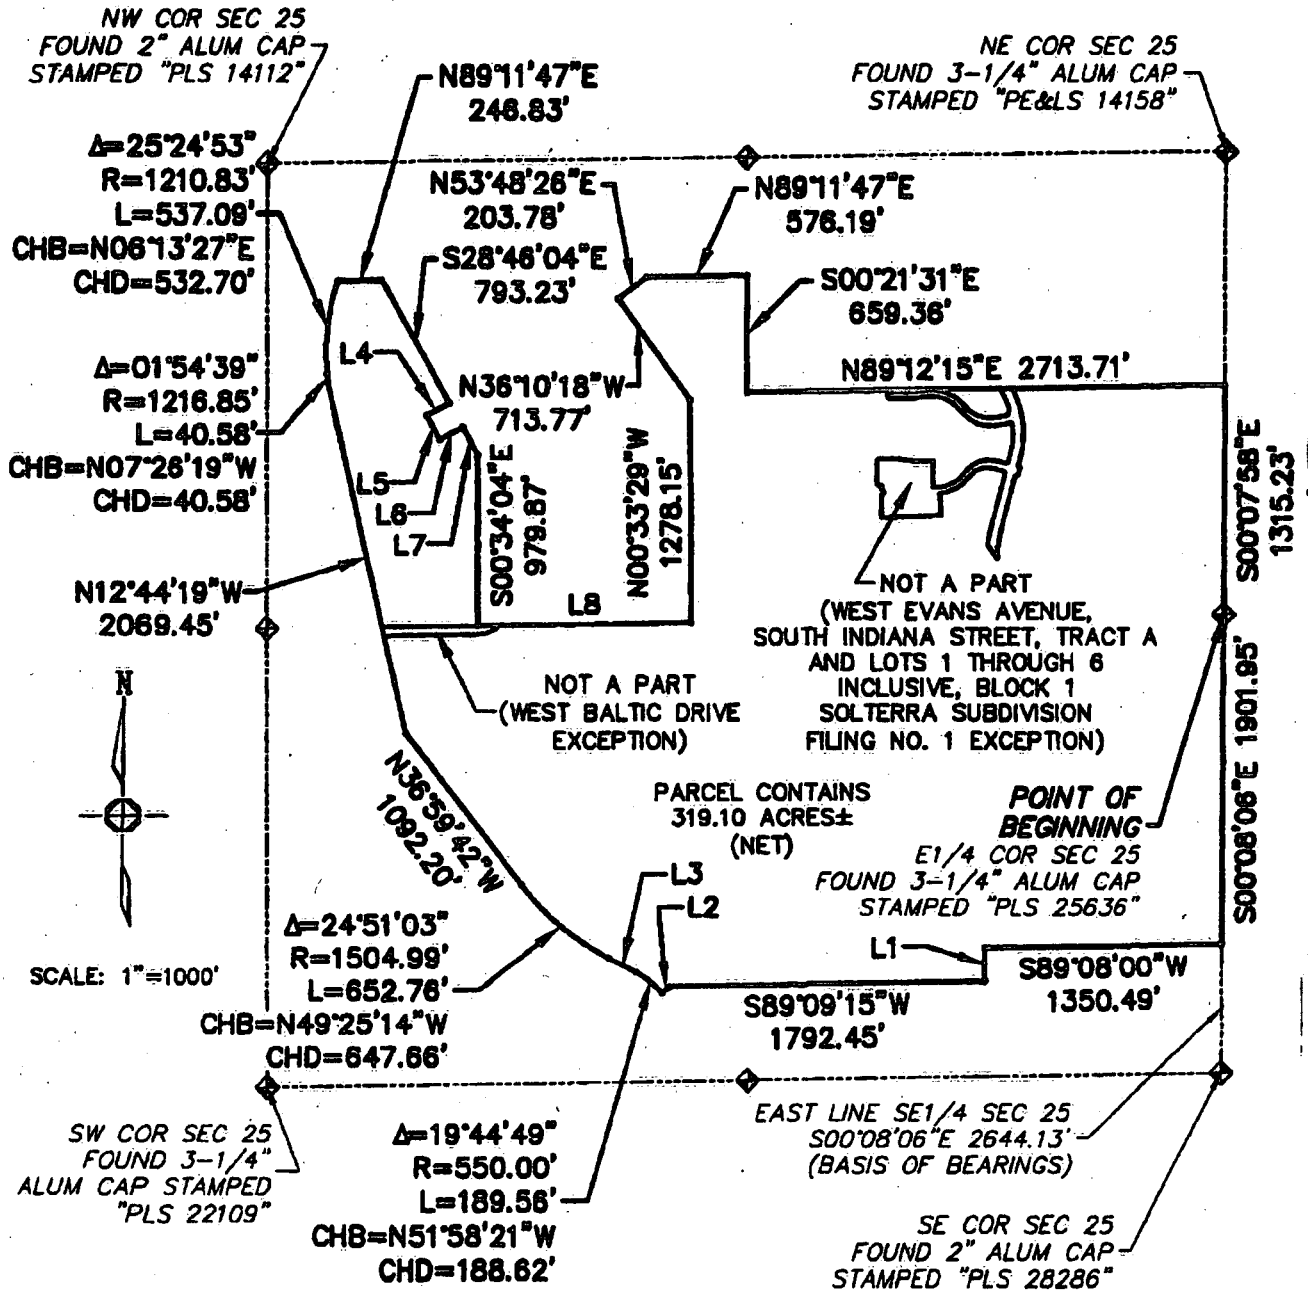 NW COR SEC 25
FOUND 2" ALUM CAP
STAMPED "PLS 14112"
NE COR SEC 25
FOUND 3-1/4" ALUM CAP
STAMPED "PE&LS 14158"
N89°11'47"E
246.83'
Δ=25°24'53"
R=1210.83'
L=537.09'
CHB=N06°13'27"E
CHD=532.70'
N53°48'26"E
203.78'
N89°11'47"E
576.19'
S28°46'04"E
793.23'
S00°21'31"E
659.36'
L4
N36°10'18"W
713.77'
N89°12'15"E 2713.71'
Δ=01°54'39"
R=1216.85'
L=40.58'
CHB=N07°26'19"W
CHD=40.58'
L5
L6
L7
S00°34'04"E
979.87'
N00°33'29"W
1278.15'
S00°07'58"E
1315.23'
N12°44'19"W
2069.45'
L8
NOT A PART
(WEST EVANS AVENUE,
SOUTH INDIANA STREET, TRACT A
AND LOTS 1 THROUGH 6
INCLUSIVE, BLOCK 1
SOLTERRA SUBDIVISION
FILING NO. 1 EXCEPTION)
N
NOT A PART
(WEST BALTIC DRIVE
EXCEPTION)
S00°08'06"E 1901.95'
N36°59'42"W
1092.20'
PARCEL CONTAINS
319.10 ACRES±
(NET)
POINT OF
BEGINNING
E1/4 COR SEC 25
FOUND 3-1/4" ALUM CAP
STAMPED "PLS 25636"
L3
L2
L1
SCALE: 1"=1000'
Δ=24°51'03"
R=1504.99'
L=652.76'
CHB=N49°25'14"W
CHD=647.66'
S89°08'00"W
1350.49'
S89°09'15"W
1792.45'
SW COR SEC 25
FOUND 3-1/4"
ALUM CAP STAMPED
"PLS 22109"
Δ=19°44'49"
R=550.00'
L=189.56'
CHB=N51°58'21"W
CHD=188.62'
EAST LINE SE1/4 SEC 25
S00°08'06"E 2644.13'
(BASIS OF BEARINGS)
SE COR SEC 25
FOUND 2" ALUM CAP
STAMPED "PLS 28286"